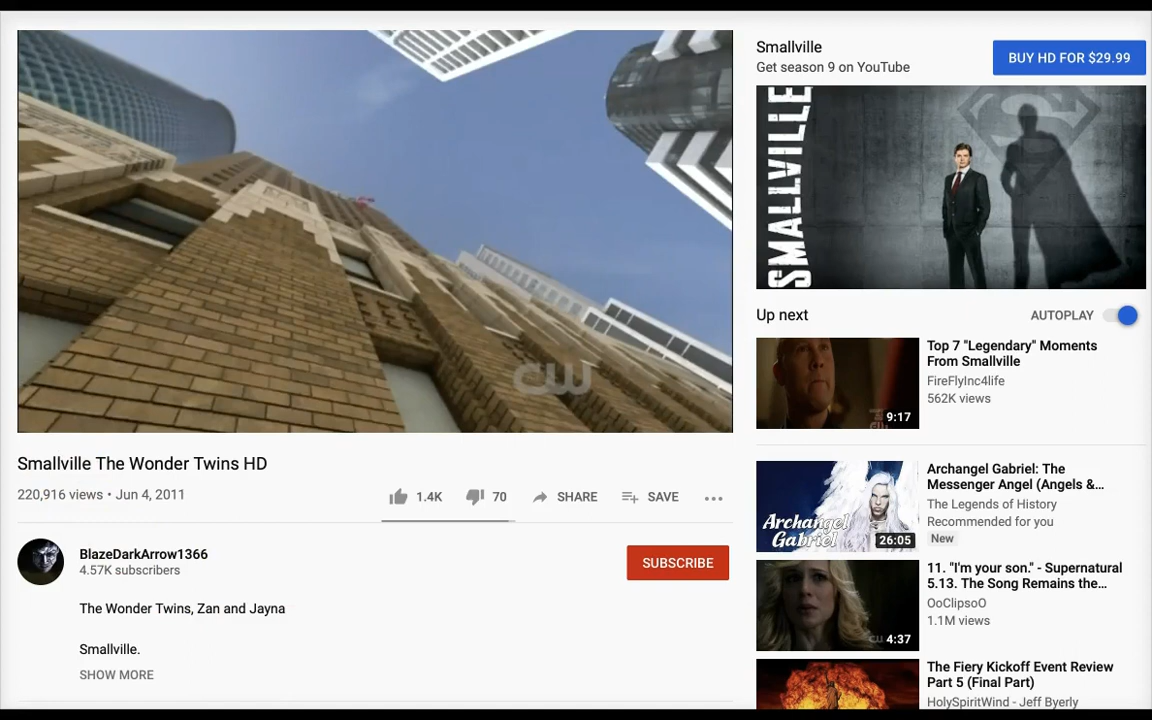 CW
Smallville The Wonder Twins HD
220,916 views • Jun 4, 2011
1.4K
70
SHARE
SAVE
BlazeDarkArrow1366
4.57K subscribers
SUBSCRIBE
The Wonder Twins, Zan and Jayna
Smallville.
SHOW MORE
Smallville
Get season 9 on YouTube
BUY HD FOR $29.99
SMALLVILLE
Up next
AUTOPLAY
9:17
Top 7 "Legendary" Moments
From Smallville
FireFlyInc4life
562K views
Archangel
Gabriel
26:05
Archangel Gabriel: The
Messenger Angel (Angels &...
The Legends of History
Recommended for you
New
CW 4:37
11. "I'm your son." - Supernatural
5.13. The Song Remains the...
OoClipsoO
1.1M views
The Fiery Kickoff Event Review
Part 5 (Final Part)
HolySpiritWind - Jeff Byerly